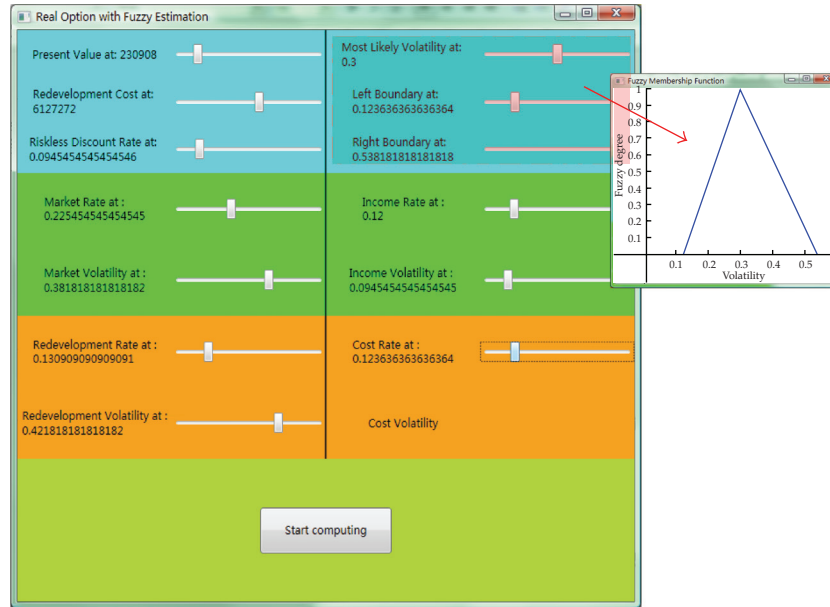 Real Option with Fuzzy Estimation
Present Value at: 230908
Redevelopment Cost at:
6127272
Riskless Discount Rate at:
0.0945454545454546
Most Likely Volatility at:
0.3
Left Boundary at:
0.123636363636364
Right Boundary at:
0.538181818181818
Market Rate at :
0.225454545454545
Market Volatility at :
0.381818181818182
Income Rate at :
0.12
Income Volatility at :
0.0945454545454545
Redevelopment Rate at :
0.130909090909091
Redevelopment Volatility at :
0.421818181818182
Cost Rate at :
0.123636363636364
Cost Volatility
Start computing
Fuzzy Membership Function
1
0.9
0.8
0.7
0.6
0.5
0.4
0.3
0.2
0.1
Fuzzy degree
0.1 0.2 0.3 0.4 0.5
Volatility